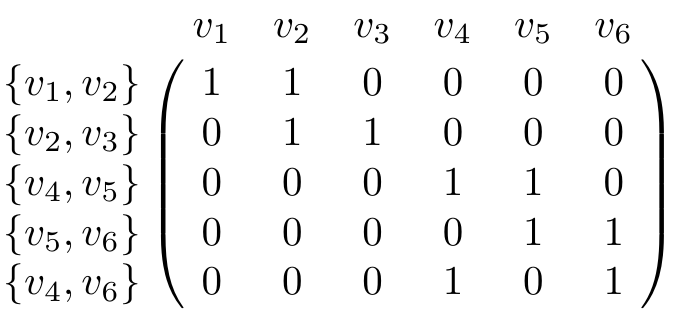 v₁ v₂ v₃ v₄ v₅ v₆
{v₁, v₂} 1 1 0 0 0 0
{v₂, v₃} 0 1 1 0 0 0
{v₄, v₅} 0 0 0 1 1 0
{v₅, v₆} 0 0 0 0 1 1
{v₄, v₆} 0 0 0 1 0 1